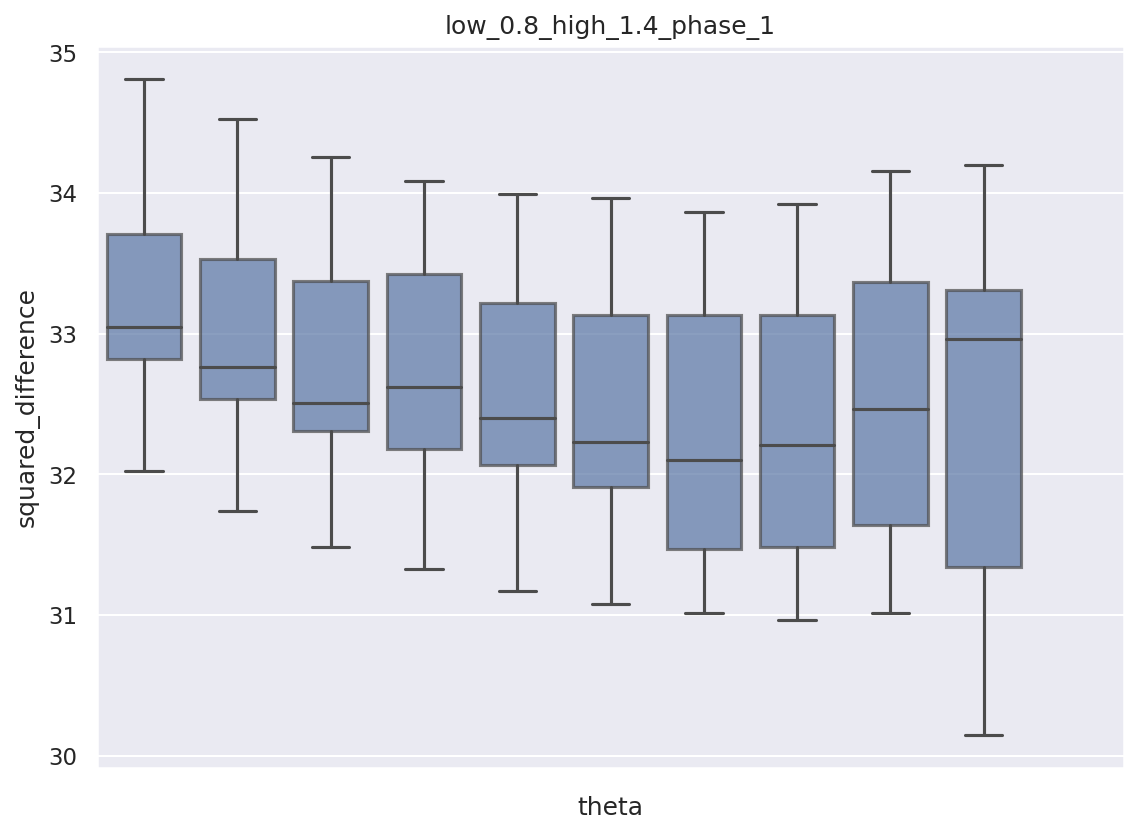 low_0.8_high_1.4_phase_1
35
34
33
32
31
30
squared_difference
theta